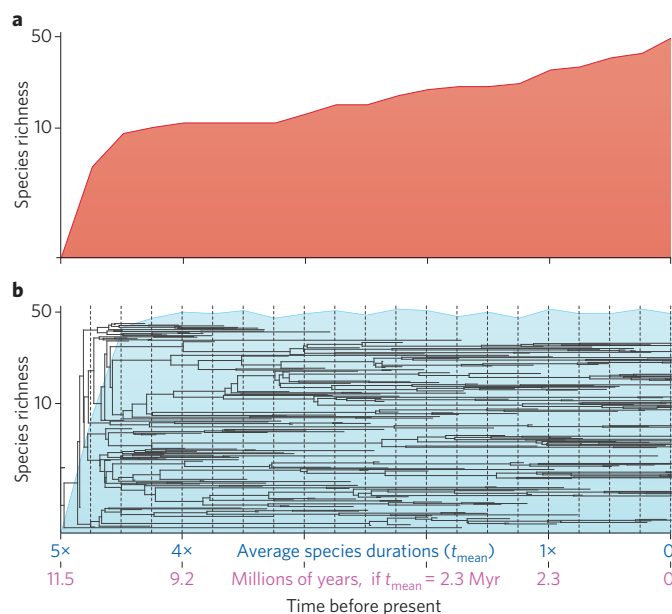 a
50
10
Species richness
b
50
10
Species richness
5× 4× Average species durations (tmean) 1× 0
11.5 9.2 Millions of years, if tmean = 2.3 Myr 2.3 0
Time before present